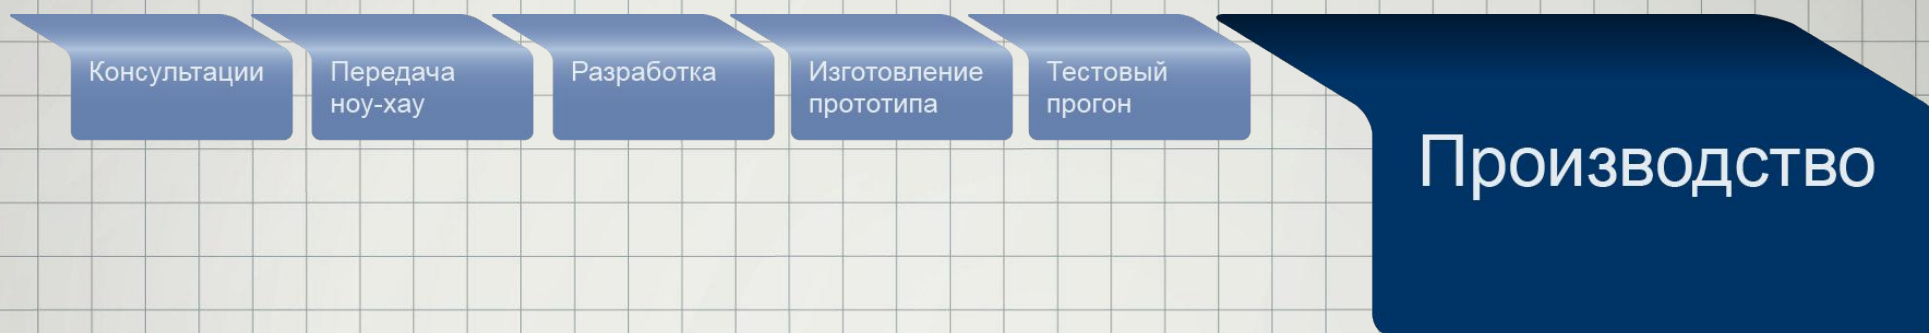 Консультации
Передача
ноу-хау
Разработка
Изготовление
прототипа
Тестовый
прогон
Производство